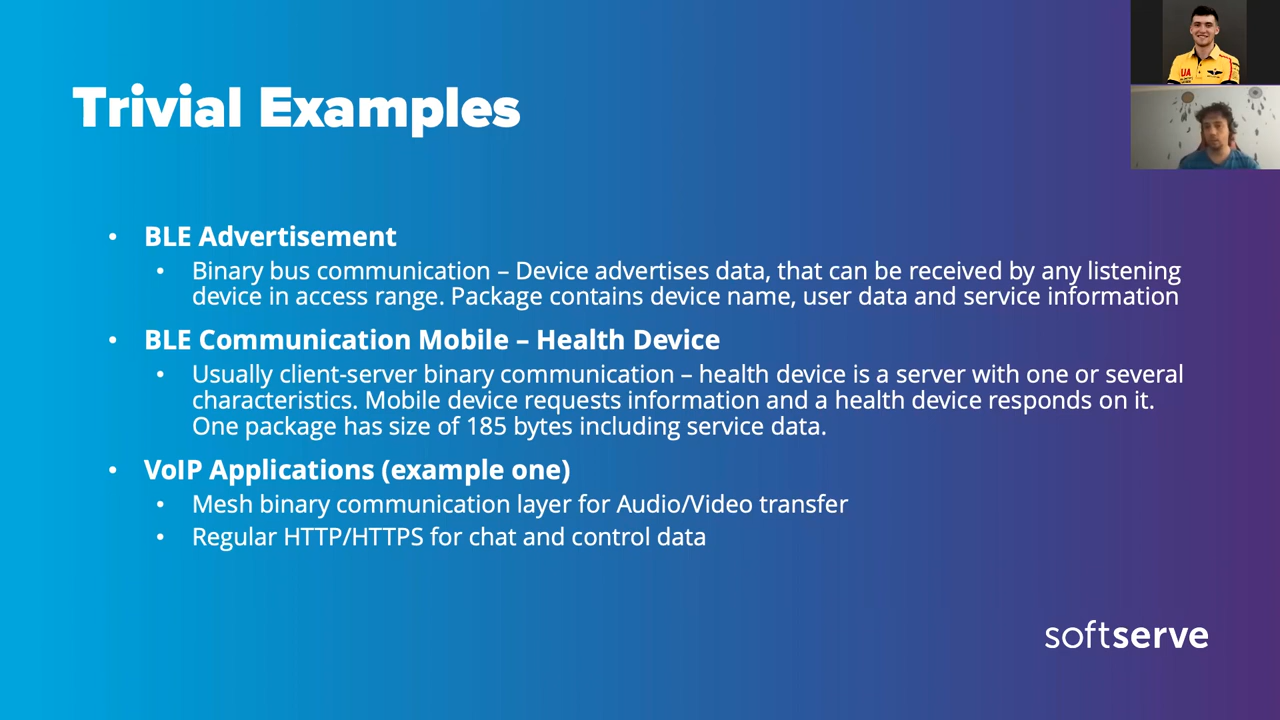 Trivial Examples
UA
• BLE Advertisement
• Binary bus communication – Device advertises data, that can be received by any listening
device in access range. Package contains device name, user data and service information
• BLE Communication Mobile – Health Device
• Usually client-server binary communication – health device is a server with one or several
characteristics. Mobile device requests information and a health device responds on it.
One package has size of 185 bytes including service data.
• VoIP Applications (example one)
• Mesh binary communication layer for Audio/Video transfer
• Regular HTTP/HTTPS for chat and control data
softserve